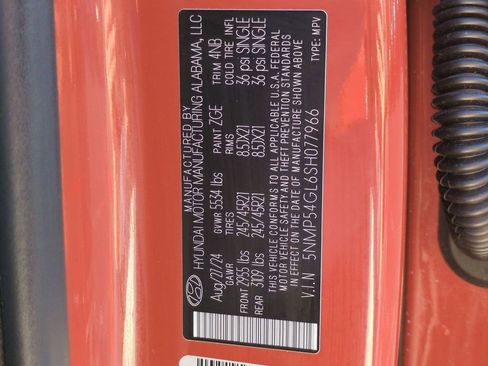 MANUFACTURED BY
HYUNDAI MOTOR MANUFACTURING ALABAMA, LLC
Aug/27/24 GVWR 5534 lbs PAINT ZGE TRIM 4NB
GAWR TIRES RIMS COLD TIRE INFL
FRONT 2955 lbs 245/45R21 8.5JX21 36 psi SINGLE
REAR 3109 lbs 245/45R21 8.5JX21 36 psi SINGLE
THIS VEHICLE CONFORMS TO ALL APPLICABLE U.S.A. FEDERAL
MOTOR VEHICLE SAFETY AND THEFT PREVENTION STANDARDS
IN EFFECT ON THE DATE OF MANUFACTURE SHOWN ABOVE.
V.I.N 5NMP54GL6SH077966 TYPE: MPV